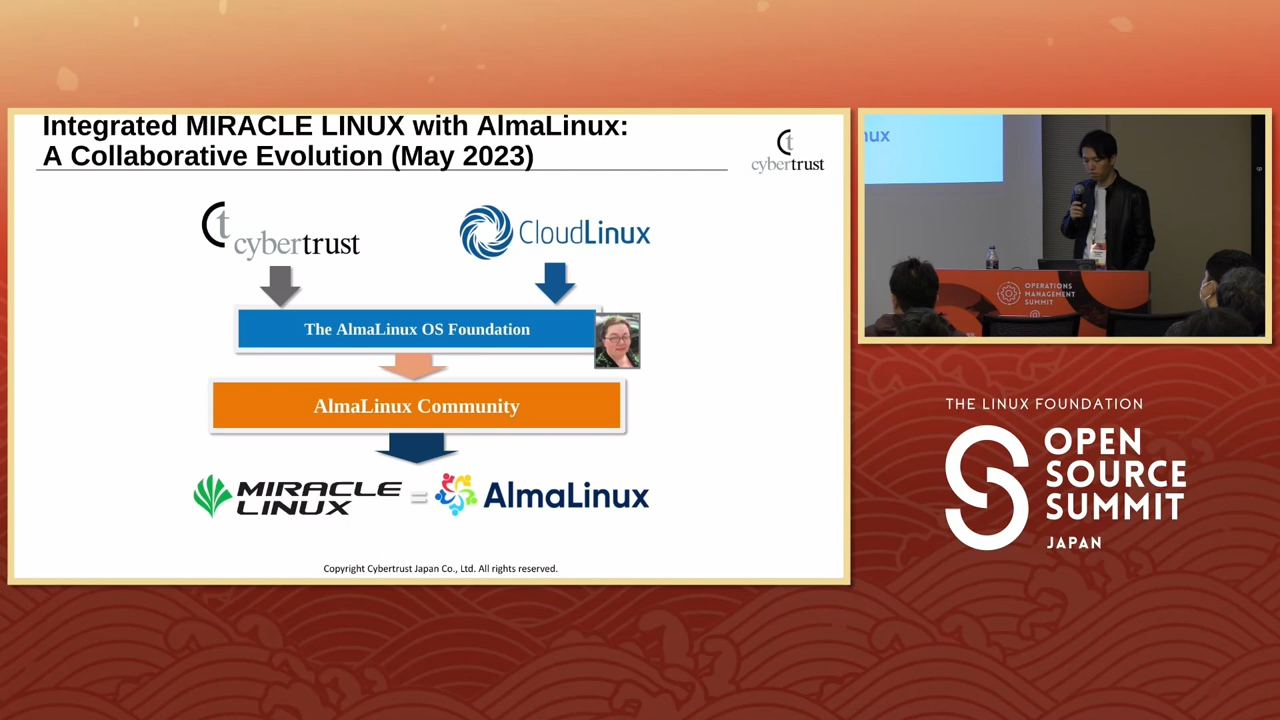 Integrated MIRACLE LINUX with AlmaLinux:
A Collaborative Evolution (May 2023)
cybertrust
cybertrust
CloudLinux
The AlmaLinux OS Foundation
AlmaLinux Community
MIRACLE
LINUX
=
AlmaLinux
Copyright Cybertrust Japan Co., Ltd. All rights reserved.
nux
OPERATIONS
MANAGEMENT
SUMMIT
THE LINUX FOUNDATION
OPEN
SOURCE
SUMMIT
JAPAN